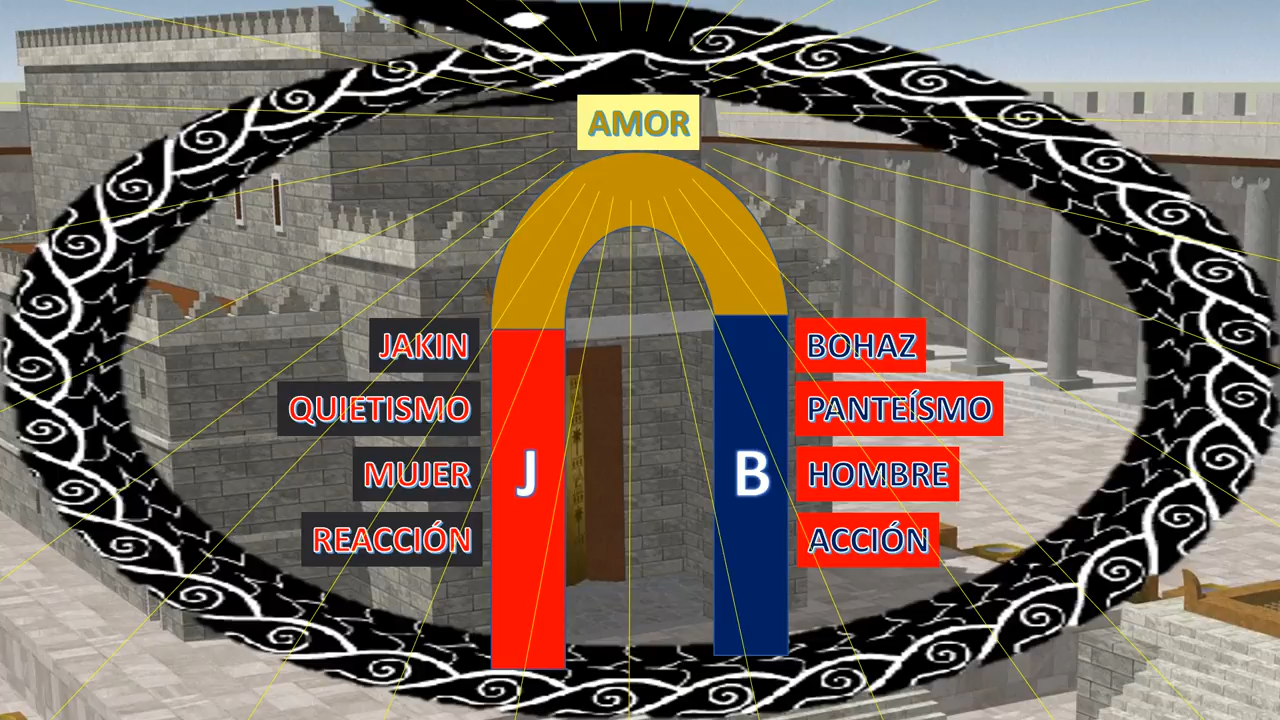 AMOR
JAKIN
BOHAZ
QUIETISMO
PANTEÍSMO
MUJER
J
B
HOMBRE
REACCIÓN
ACCIÓN